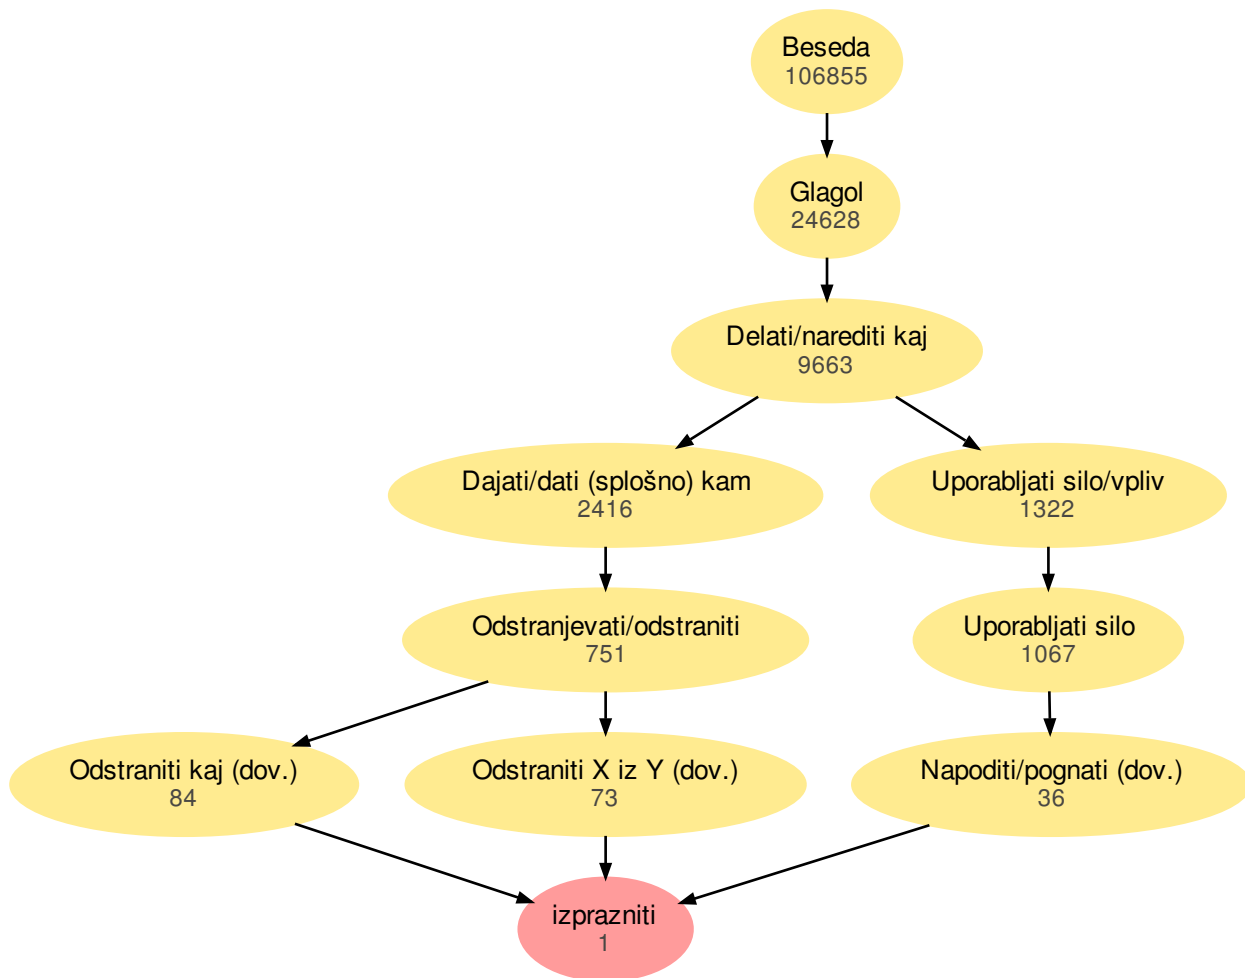 Beseda
106855
Glagol
24628
Delati/narediti kaj
9663
Dajati/dati (splošno) kam
2416
Uporabljati silo/vpliv
1322
Odstranjevati/odstraniti
751
Uporabljati silo
1067
Odstraniti kaj (dov.)
84
Odstraniti X iz Y (dov.)
73
Napoditi/pognati (dov.)
36
izprazniti
1